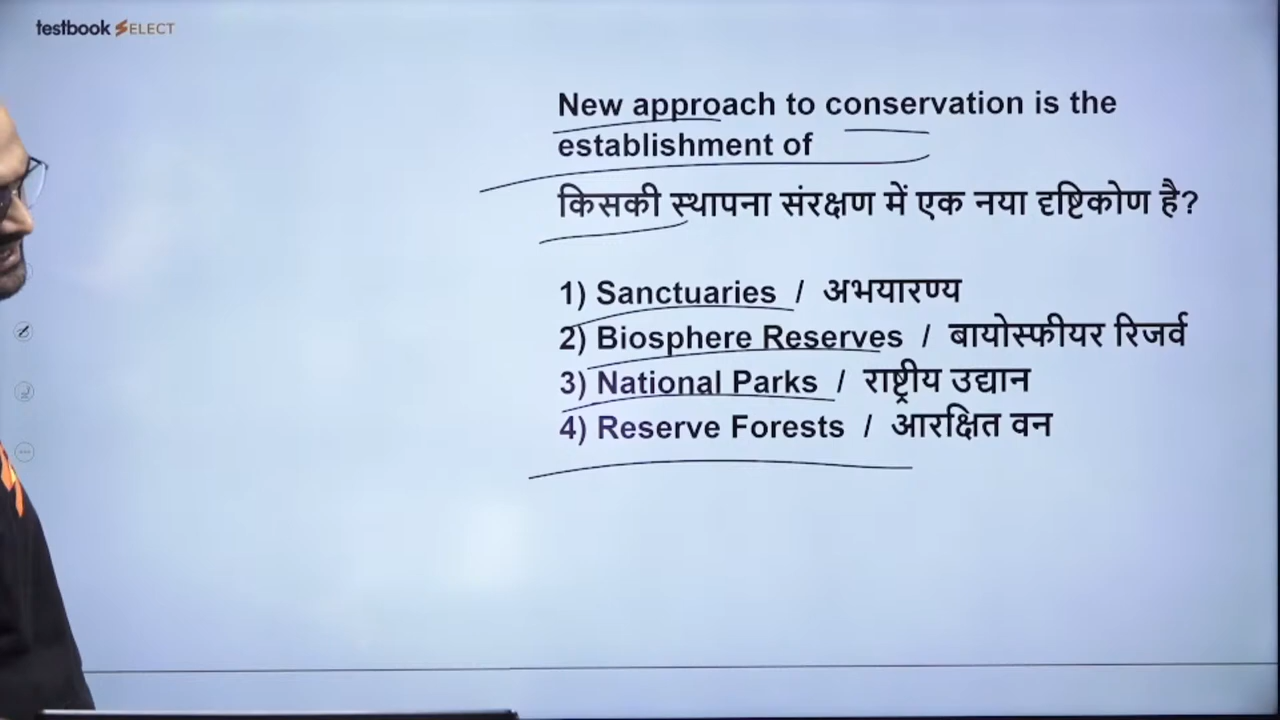 testbook SELECT
New approach to conservation is the
establishment of
किसकी स्थापना संरक्षण में एक नया दृष्टिकोण है?
1) Sanctuaries / अभयारण्य
2) Biosphere Reserves / बायोस्फीयर रिजर्व
3) National Parks / राष्ट्रीय उद्यान
4) Reserve Forests / आरक्षित वन